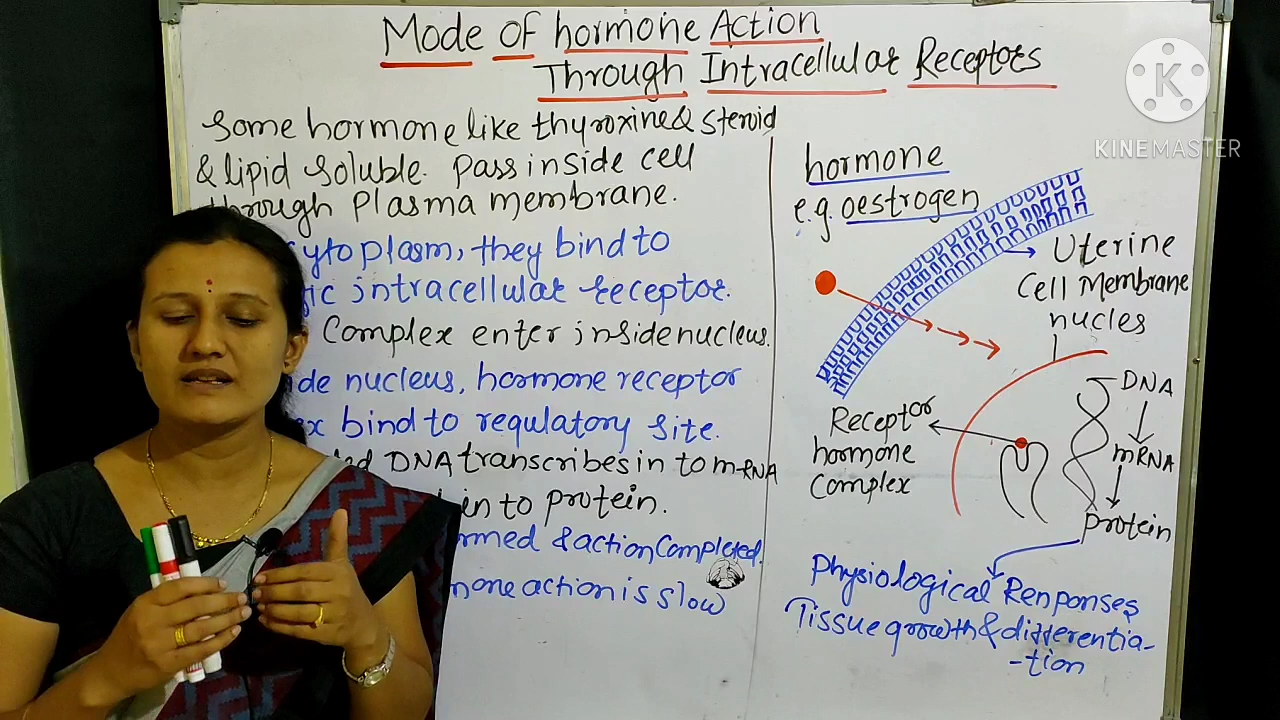 Mode of hormone Action
Through Intracellular Receptors
Some hormone like thyroxine & steroid
& lipid soluble. pass inside cell
through plasma membrane.
cytoplasm, they bind to
intracellular receptor.
Complex enter inside nucleus.
nucleus, hormone receptor
bind to regulatory site.
DNA transcribes in to mRNA
in to protein.
& action Completed.
action is slow
hormone
e.g. oestrogen
Uterine
Cell Membrane
nucles
Receptor
hormone
Complex
DNA
mRNA
protein
Physiological Renponses
Tissue growth & differentia-
-tion
K
KINEMASTER